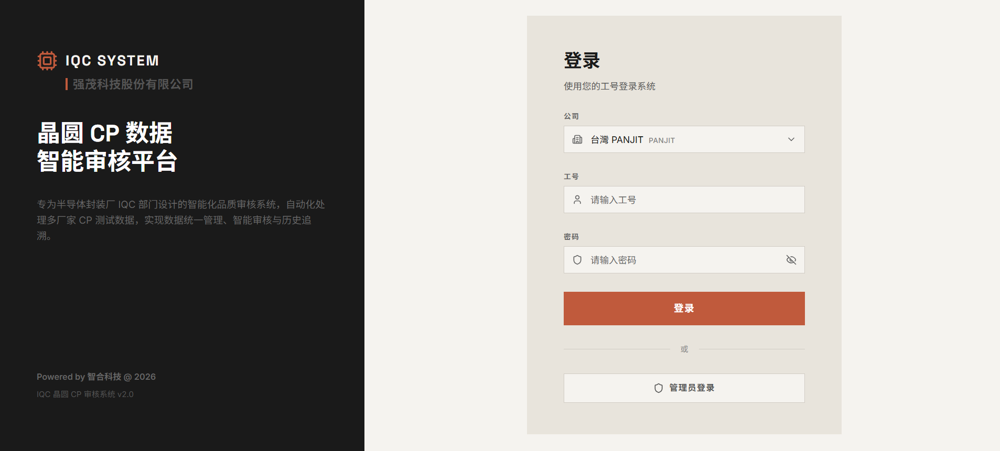 IQC SYSTEM
强茂科技股份有限公司
晶圆 CP 数据
智能审核平台
专为半导体封装厂 IQC 部门设计的智能化品质审核系统，自动化处
理多厂家 CP 测试数据，实现数据统一管理、智能审核与历史追
溯。
Powered by 智合科技 @ 2026
IQC 晶圆 CP 审核系统 v2.0
登录
使用您的工号登录系统
公司
台灣 PANJIT PANJIT
工号
请输入工号
密码
请输入密码
登录
或
管理员登录